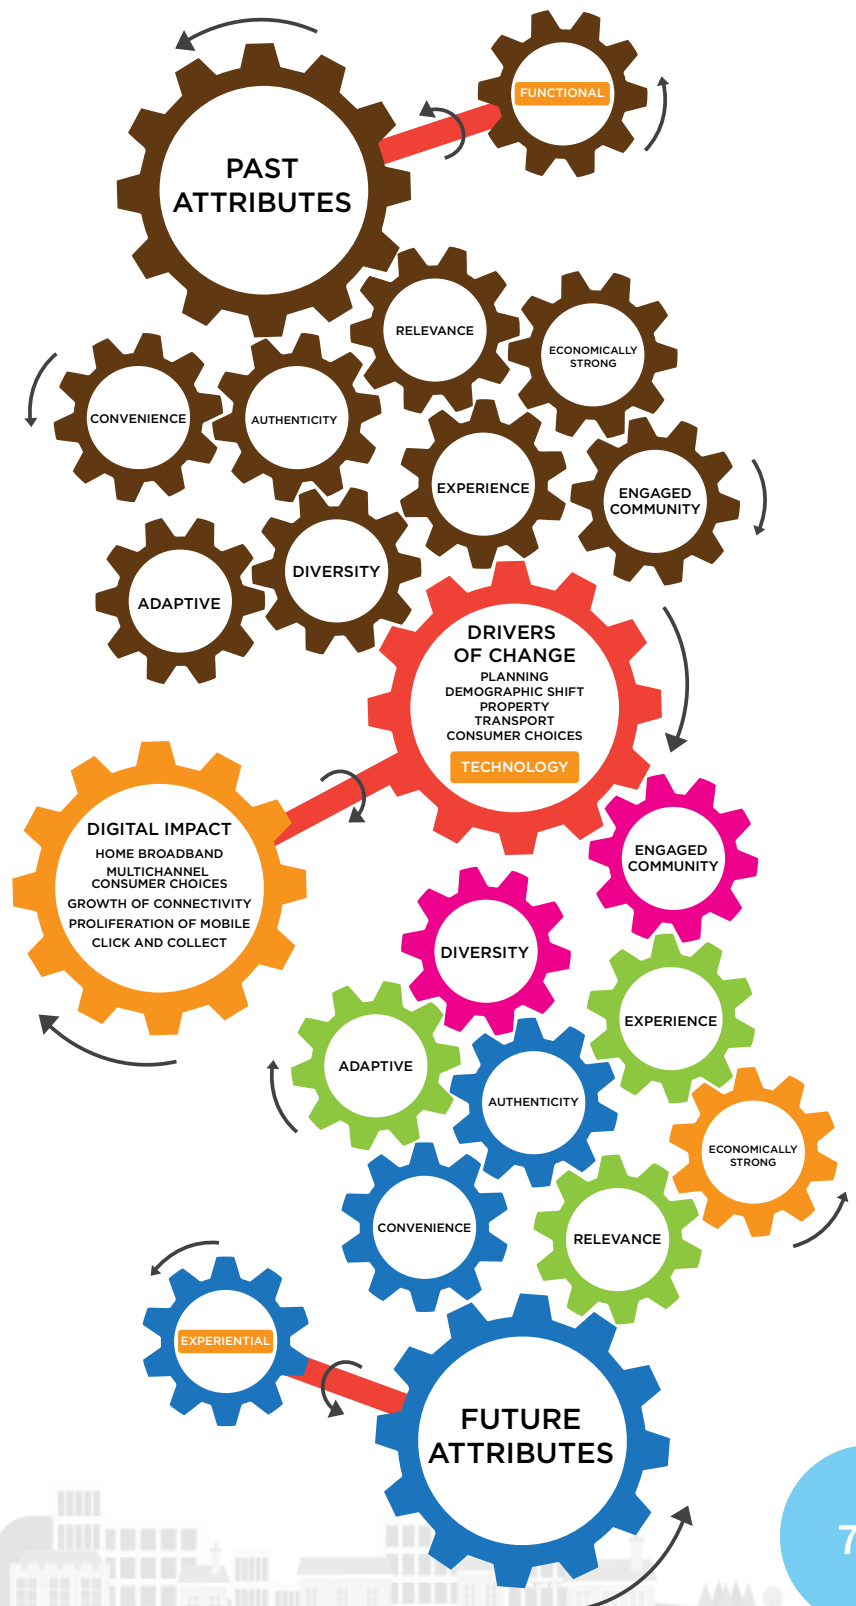 FUNCTIONAL
PAST
ATTRIBUTES
RELEVANCE
ECONOMICALLY
STRONG
CONVENIENCE
AUTHENTICITY
EXPERIENCE
ENGAGED
COMMUNITY
DIVERSITY
ADAPTIVE
DRIVERS
OF CHANGE
PLANNING
DEMOGRAPHIC SHIFT
PROPERTY
TRANSPORT
CONSUMER CHOICES
TECHNOLOGY
DIGITAL IMPACT
HOME BROADBAND
MULTICHANNEL
CONSUMER CHOICES
GROWTH OF CONNECTIVITY
PROLIFERATION OF MOBILE
CLICK AND COLLECT
ENGAGED
COMMUNITY
DIVERSITY
EXPERIENCE
ADAPTIVE
AUTHENTICITY
ECONOMICALLY
STRONG
CONVENIENCE
RELEVANCE
EXPERIENTIAL
FUTURE
ATTRIBUTES
7